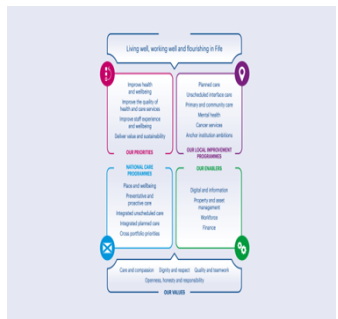 Living well, working well and flourishing in Fife
Improve health
and wellbeing
Improve the quality of
health and care services
Improve staff experience
and wellbeing
Deliver value and sustainability
OUR PRIORITIES
Planned care
Unscheduled interface care
Primary and community care
Mental health
Cancer services
Anchor institution ambitions
OUR LOCAL IMPROVEMENT
PROGRAMMES
NATIONAL CARE
PROGRAMMES
Place and wellbeing
Preventative and
proactive care
Integrated unscheduled care
Integrated planned care
Cross portfolio priorities
OUR ENABLERS
Digital and information
Property and asset
management
Workforce
Finance
Care and compassion Dignity and respect Quality and teamwork
Openness, honesty and responsibility
OUR VALUES